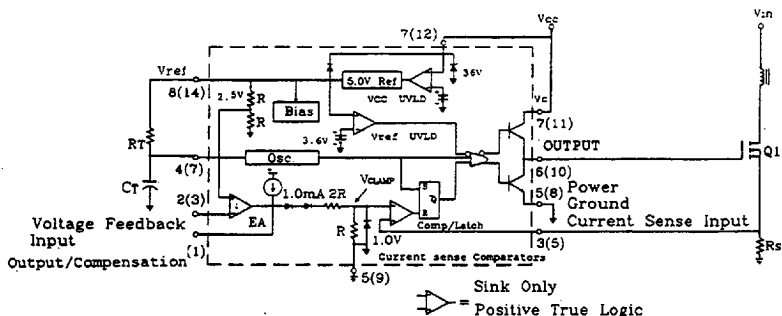 Vcc
Vin
7(12)
Vref
8(14)
2.5V
R
R
Bias
5.0V Ref
36V
VCC UVLD
3.6V
Vref UVLD
Vc
7(11)
OUTPUT
6(10)
Q1
RT
4(7)
Osc.
CT
2(3)
Voltage Feedback
Input
Output/Compensation
(1)
EA
1.0mA
2R
VCLAMP
R
1.0V
S
R
Q
Comp/Latch
Current sense Comparators
5(9)
5(8)
Power
Ground
Current Sense Input
3(5)
Rs
= Sink Only
Positive True Logic